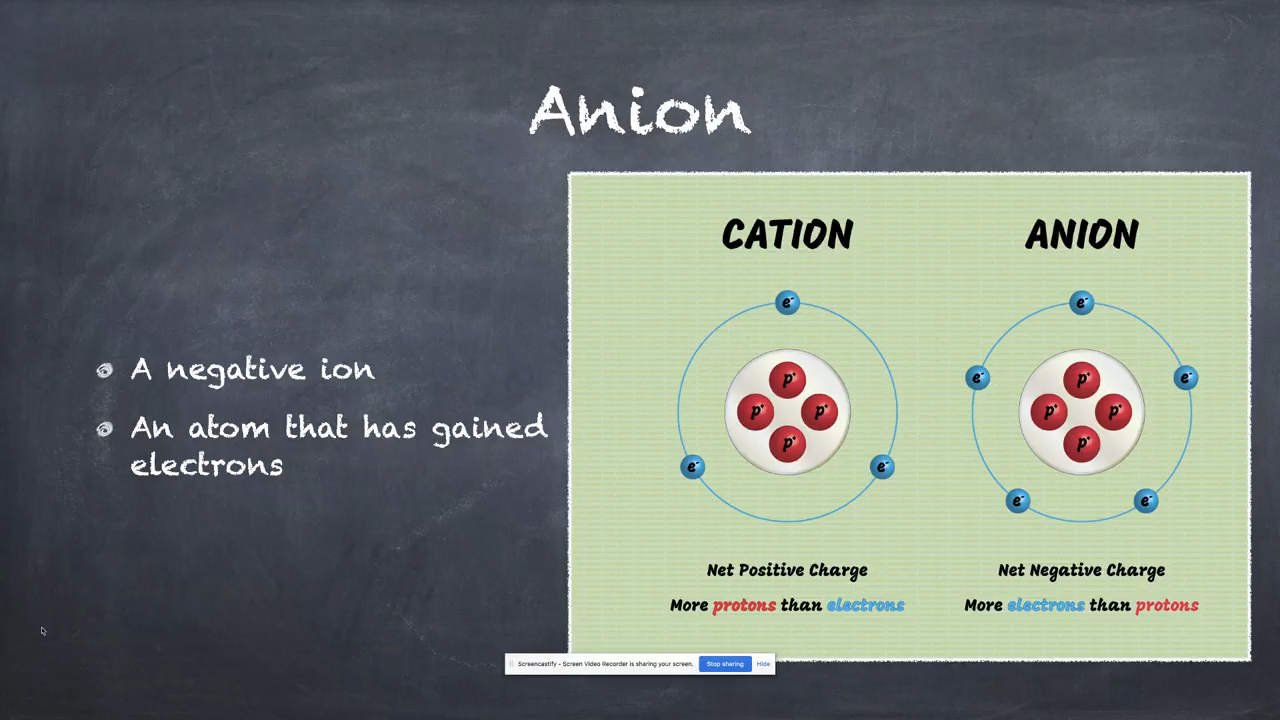 Anion
A negative ion
An atom that has gained
electrons
CATION
ANION
e⁻
p⁺
p⁺
p⁺
p⁺
e⁻
e⁻
e⁻
e⁻
e⁻
p⁺
p⁺
p⁺
p⁺
e⁻
e⁻
Net Positive Charge
More protons than electrons
Net Negative Charge
More electrons than protons
Screencastify - Screen Video Recorder is sharing your screen. Stop sharing Hide